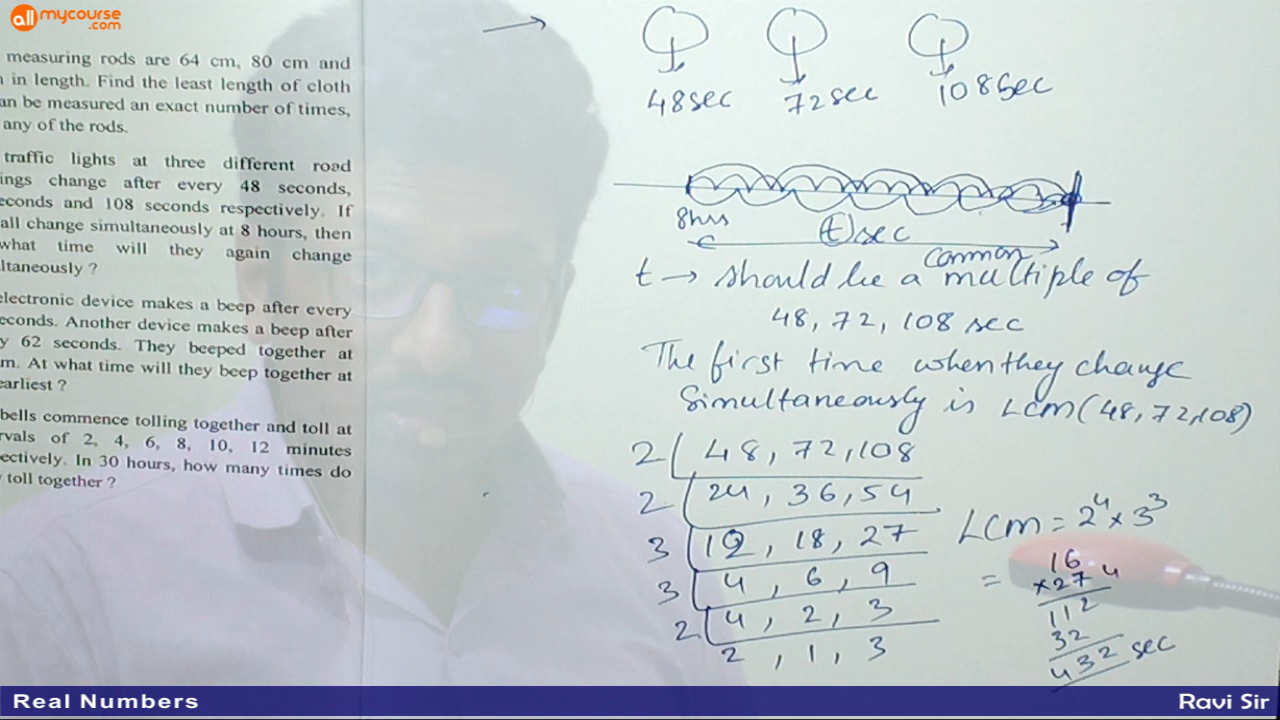 allmycourse
.com
measuring rods are 64 cm, 80 cm and
in length. Find the least length of cloth
an be measured an exact number of times,
any of the rods.
traffic lights at three different road
ings change after every 48 seconds,
econds and 108 seconds respectively. If
all change simultaneously at 8 hours, then
what time will they again change
ltaneously ?
electronic device makes a beep after every
econds. Another device makes a beep after
y 62 seconds. They beeped together at
m. At what time will they beep together at
earliest ?
bells commence tolling together and toll at
rvals of 2, 4, 6, 8, 10, 12 minutes
ectively. In 30 hours, how many times do
toll together ?
48sec 72sec 108sec
8hrs
(t)sec
common
t → should be a multiple of
48, 72, 108 sec
The first time when they change
Simultaneously is LCM(48,72,108)
2 48, 72, 108
2 24, 36, 54
3 12, 18, 27
3 4, 6, 9
2 4, 2, 3
2, 1, 3
LCM = 2⁴ × 3³
= 16
×27 4
112
32
432 sec
Real Numbers
Ravi Sir